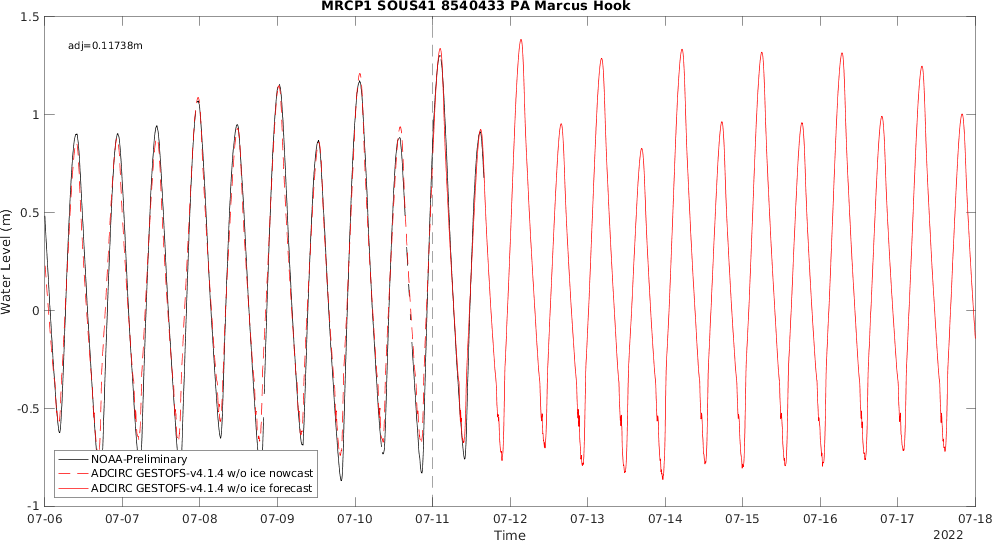 MRCP1 SOUS41 8540433 PA Marcus Hook
1.5
adj=0.11738m
1
0.5
Water Level (m)
0
-0.5
NOAA-Preliminary
ADCIRC GESTOFS-v4.1.4 w/o ice nowcast
ADCIRC GESTOFS-v4.1.4 w/o ice forecast
-1
07-06 07-07 07-08 07-09 07-10 07-11 07-12 07-13 07-14 07-15 07-16 07-17 07-18
Time
2022